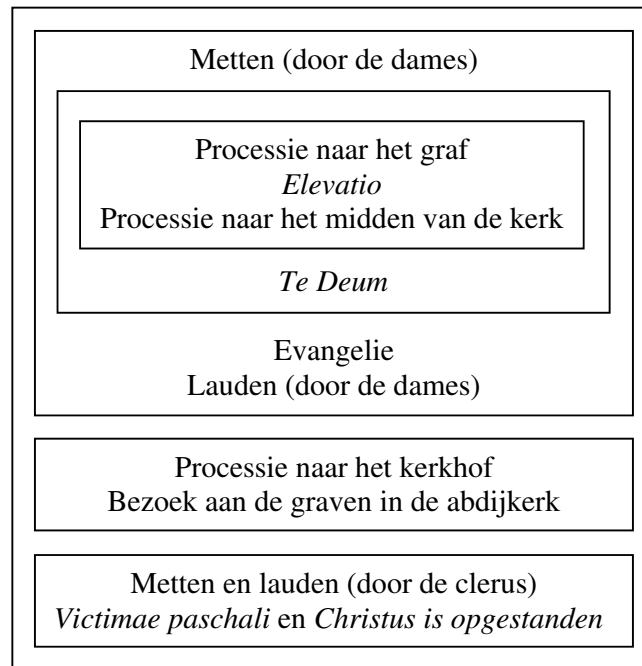 Metten (door de dames)
Processie naar het graf
Elevatio
Processie naar het midden van de kerk
Te Deum
Evangelie
Lauden (door de dames)
Processie naar het kerkhof
Bezoek aan de graven in de abdijkerk
Metten en lauden (door de clerus)
Victimae paschali en Christus is opgestanden